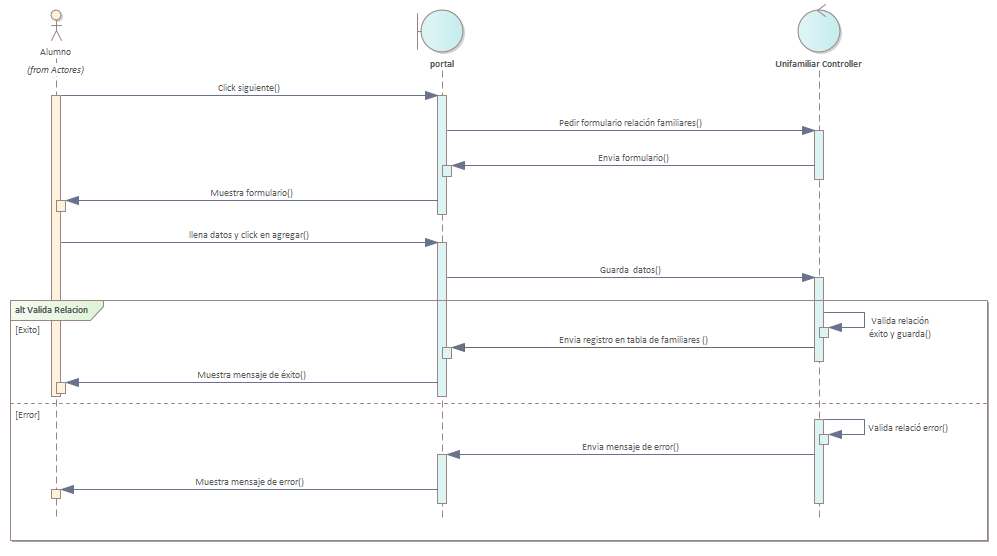 Alumno
(from Actores)
portal
Unifamiliar Controller
Click siguiente()
Pedir formulario relación familiares()
Envia formulario()
Muestra formulario()
llena datos y click en agregar()
Guarda  datos()
alt Valida Relacion
[Exito]
Valida relación
éxito y guarda()
Envia registro en tabla de familiares ()
Muestra mensaje de éxito()
[Error]
Valida relació error()
Envia mensaje de error()
Muestra mensaje de error()